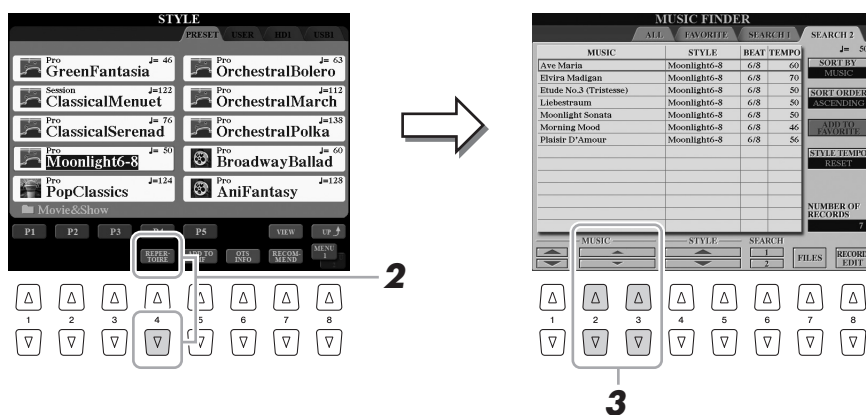 STYLE
PRESET USER HD1 USB1
Pro ♩= 46
GreenFantasia
Pro ♩= 63
OrchestralBolero
Session ♩=122
ClassicalMenuet
Pro ♩=112
OrchestralMarch
Pro ♩= 76
ClassicalSerenad
Pro ♩=138
OrchestralPolka
Pro ♩= 50
Moonlight6-8
Pro ♩= 60
BroadwayBallad
Pro ♩=124
PopClassics
Pro ♩=128
AniFantasy
Movie&Show
P1 P2 P3 P4 P5 VIEW UP
REPER-
TOIRE
ADD TO
MF
OTS
INFO
RECOM-
MEND
MENU
1
2
1 2 3 4 5 6 7 8
MUSIC FINDER
ALL FAVORITE SEARCH 1 SEARCH 2
MUSIC STYLE BEAT TEMPO
Ave Maria Moonlight6-8 6/8 60
Elvira Madigan Moonlight6-8 6/8 70
Etude No.3 (Tristesse) Moonlight6-8 6/8 50
Liebestraum Moonlight6-8 6/8 50
Moonlight Sonata Moonlight6-8 6/8 50
Morning Mood Moonlight6-8 6/8 46
Plaisir D'Amour Moonlight6-8 6/8 56
♩= 50
SORT BY
MUSIC
SORT ORDER
ASCENDING
ADD TO
FAVORITE
STYLE TEMPO
RESET
NUMBER OF
RECORDS
7
MUSIC STYLE SEARCH
1
2
FILES
RECORD
EDIT
1 2 3 4 5 6 7 8
3